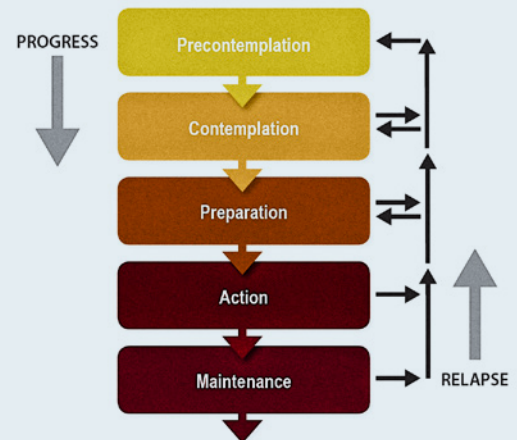 PROGRESS
Precontemplation
Contemplation
Preparation
Action
Maintenance
RELAPSE